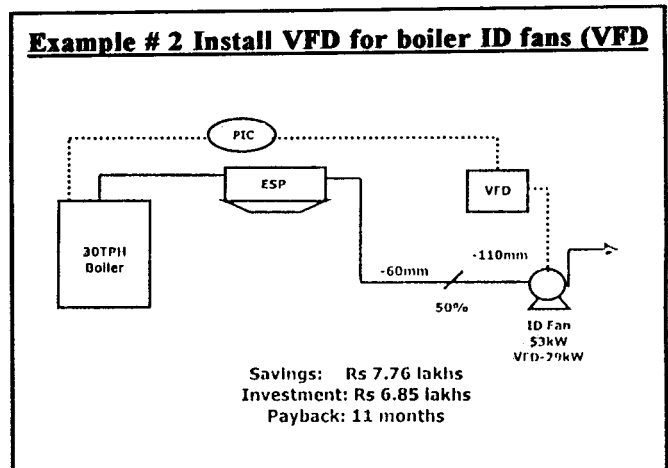 Example # 2 Install VFD for boiler ID fans (VFD
PIC
ESP
VFD
30TPH
Boiler
-60mm
-110mm
50%
ID Fan
53kW
VFD-29kW
Savings: Rs 7.76 lakhs
Investment: Rs 6.85 lakhs
Payback: 11 months